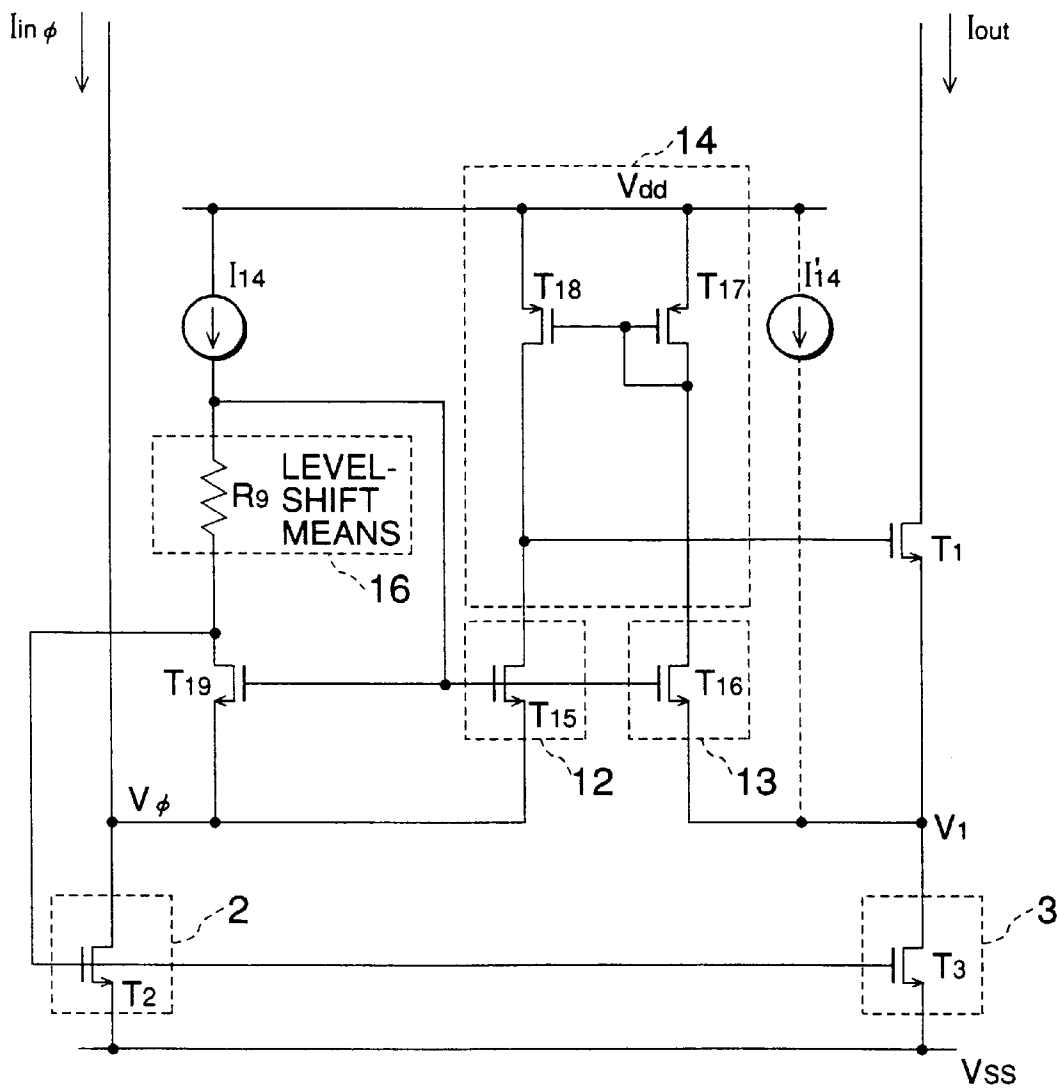 Iin ϕ
Iout
14
Vdd
I14
T18
T17
I'14
R9
LEVEL-
SHIFT
MEANS
16
T1
T19
T15
T16
12
13
Vϕ
V1
2
3
T2
T3
VSS